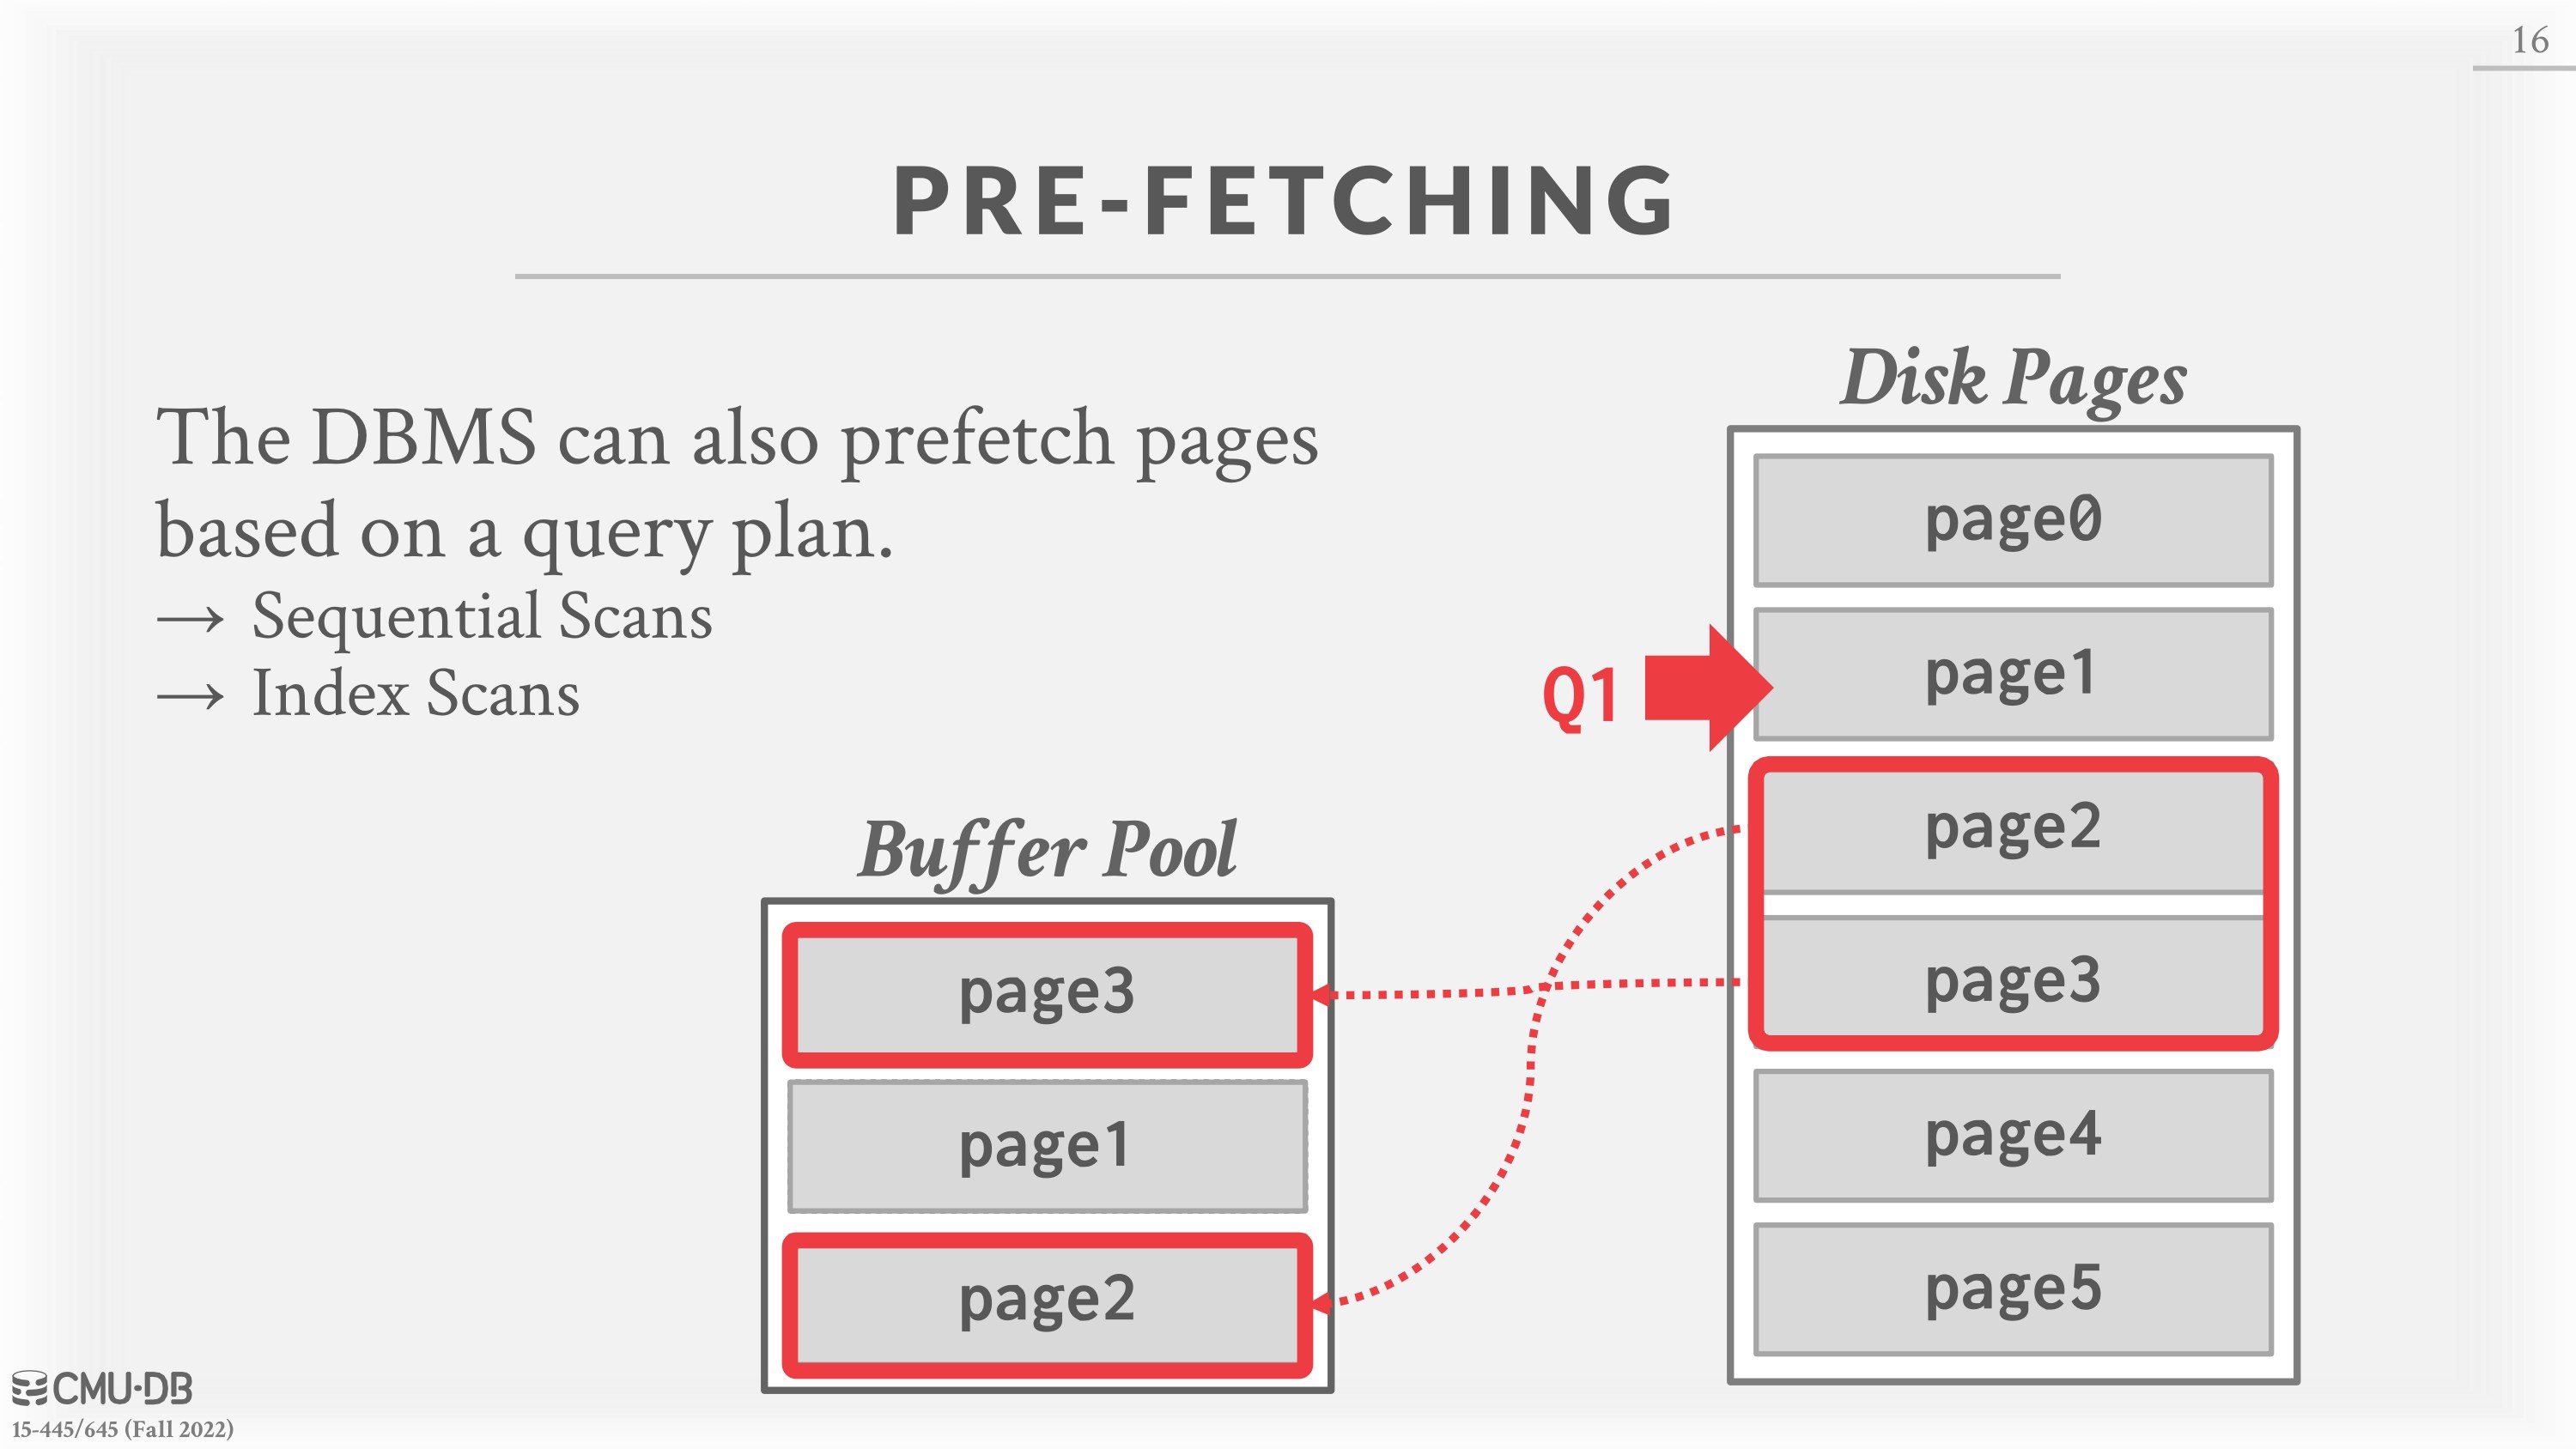 16
PRE-FETCHING
The DBMS can also prefetch pages
based on a query plan.
→ Sequential Scans
→ Index Scans
Disk Pages
page0
Q1
page1
page2
page3
page4
page5
Buffer Pool
page3
page1
page2
CMU·DB
15-445/645 (Fall 2022)